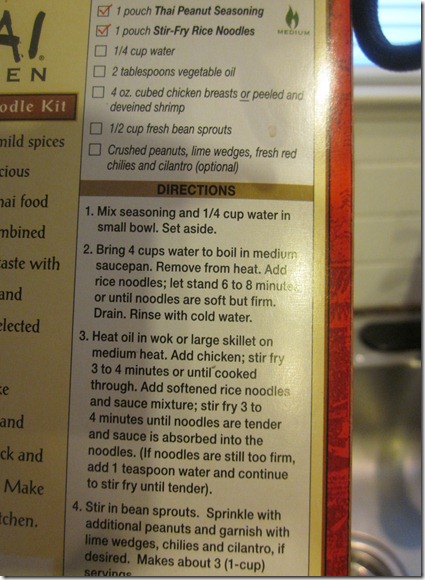 A.I.
EN
odle Kit
mild spices
cious
hai food
mbined
aste with
and
elected
ke
and
ck and
Make
tchen.
1 pouch Thai Peanut Seasoning
1 pouch Stir-Fry Rice Noodles
MEDIUM
1/4 cup water
2 tablespoons vegetable oil
4 oz. cubed chicken breasts or peeled and
deveined shrimp
1/2 cup fresh bean sprouts
Crushed peanuts, lime wedges, fresh red
chilies and cilantro (optional)
DIRECTIONS
1. Mix seasoning and 1/4 cup water in
small bowl. Set aside.
2. Bring 4 cups water to boil in medium
saucepan. Remove from heat. Add
rice noodles; let stand 6 to 8 minutes
or until noodles are soft but firm.
Drain. Rinse with cold water.
3. Heat oil in wok or large skillet on
medium heat. Add chicken; stir fry
3 to 4 minutes or until cooked
through. Add softened rice noodles
and sauce mixture; stir fry 3 to
4 minutes until noodles are tender
and sauce is absorbed into the
noodles. (If noodles are still too firm,
add 1 teaspoon water and continue
to stir fry until tender).
4. Stir in bean sprouts. Sprinkle with
additional peanuts and garnish with
lime wedges, chilies and cilantro, if
desired. Makes about 3 (1-cup)
servings